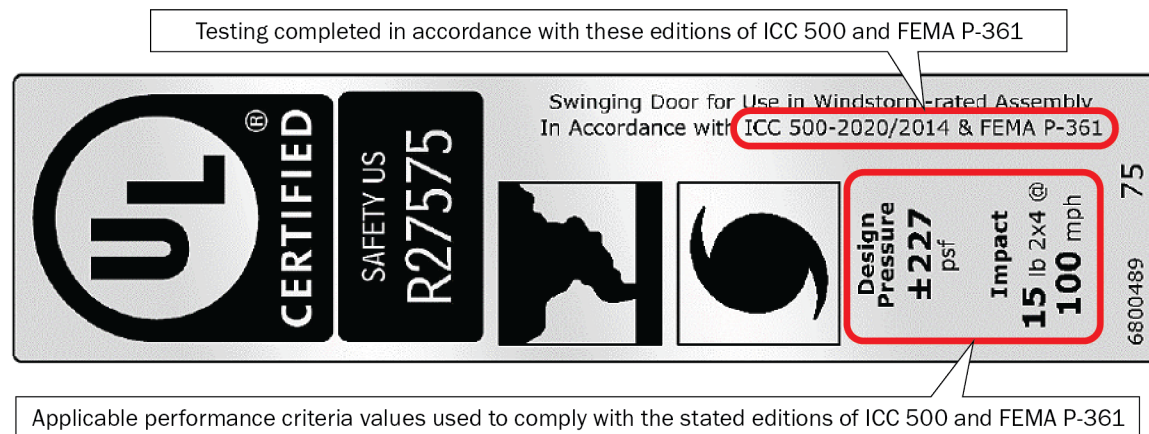 Testing completed in accordance with these editions of ICC 500 and FEMA P-361
UL
®
CERTIFIED
SAFETY US
R27575
Swinging Door for Use in Windstorm-rated Assembly
In Accordance with ICC 500-2020/2014 & FEMA P-361
Design
Pressure
±227
psf
Impact
15 lb 2x4 @
100 mph
6800489 75
Applicable performance criteria values used to comply with the stated editions of ICC 500 and FEMA P-361